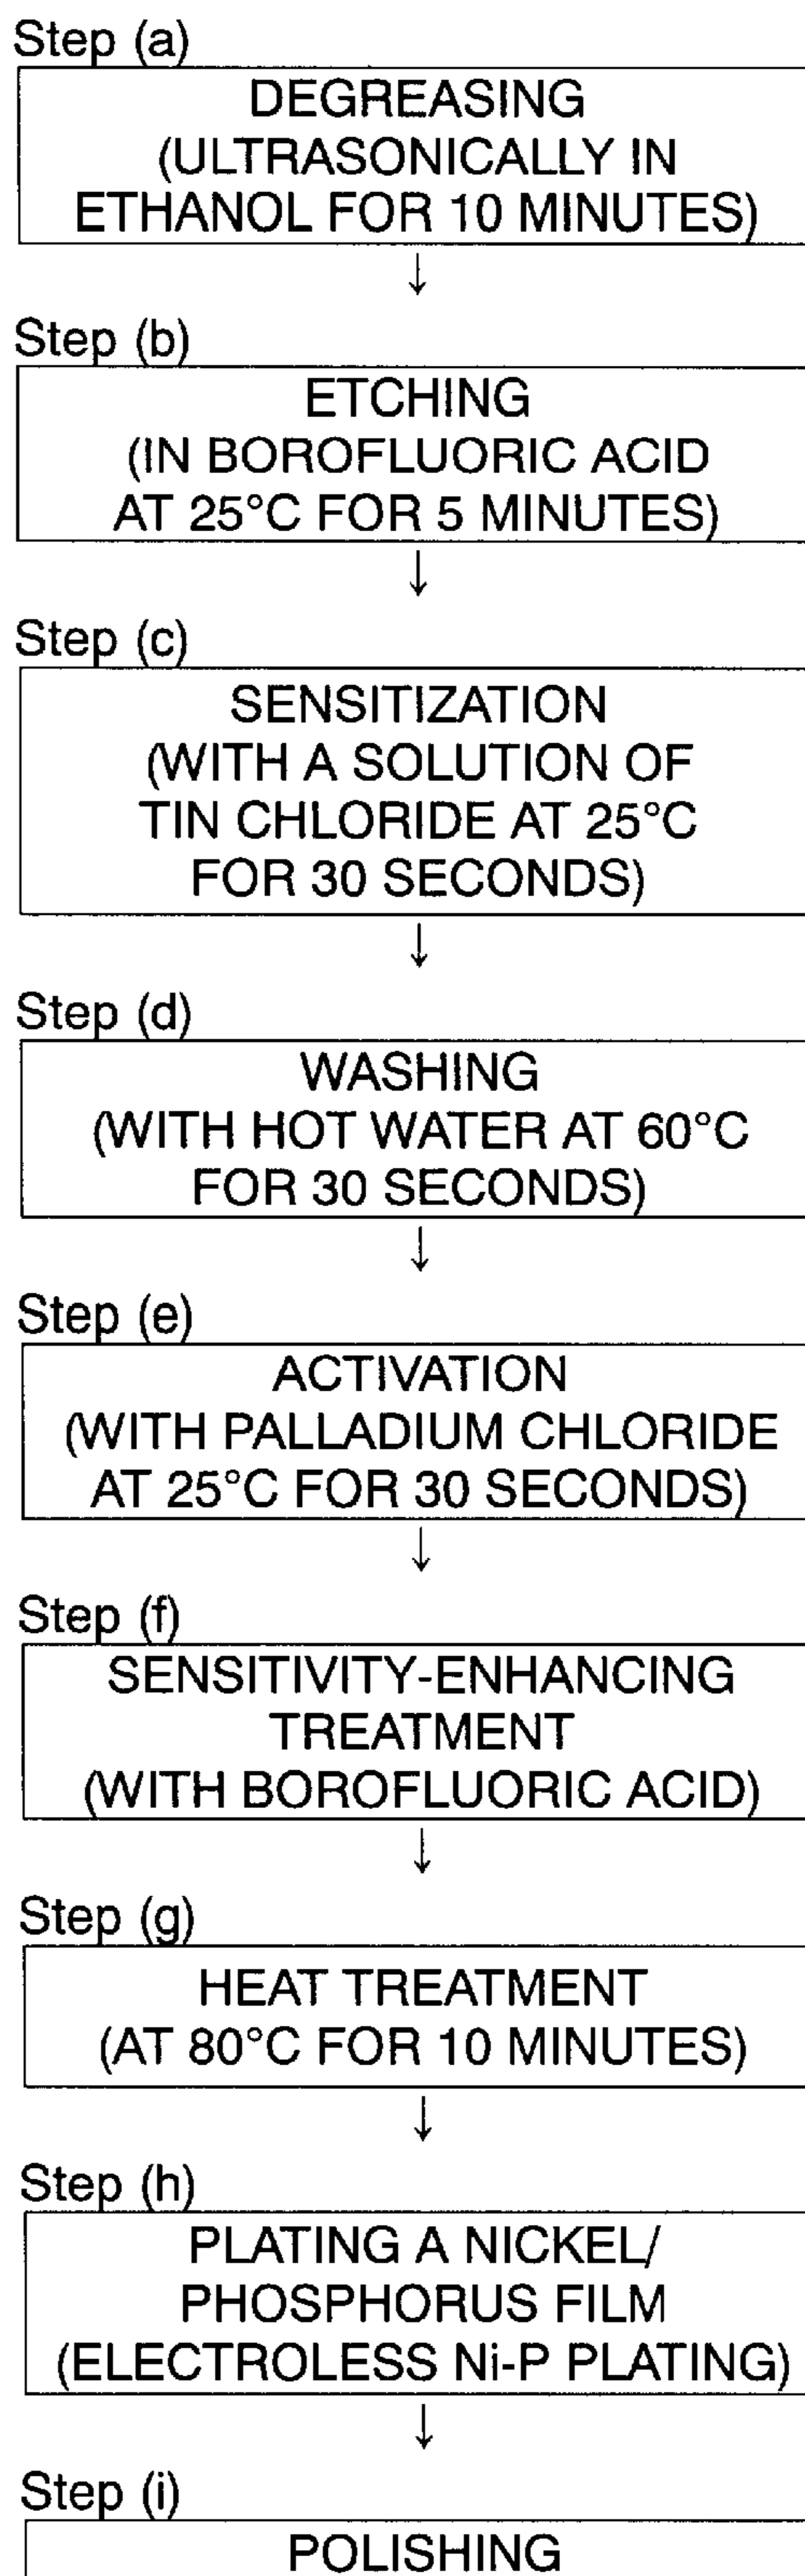 Step (a)
DEGREASING
(ULTRASONICALLY IN
ETHANOL FOR 10 MINUTES)
↓
Step (b)
ETCHING
(IN BOROFLUORIC ACID
AT 25°C FOR 5 MINUTES)
↓
Step (c)
SENSITIZATION
(WITH A SOLUTION OF
TIN CHLORIDE AT 25°C
FOR 30 SECONDS)
↓
Step (d)
WASHING
(WITH HOT WATER AT 60°C
FOR 30 SECONDS)
↓
Step (e)
ACTIVATION
(WITH PALLADIUM CHLORIDE
AT 25°C FOR 30 SECONDS)
↓
Step (f)
SENSITIVITY-ENHANCING
TREATMENT
(WITH BOROFLUORIC ACID)
↓
Step (g)
HEAT TREATMENT
(AT 80°C FOR 10 MINUTES)
↓
Step (h)
PLATING A NICKEL/
PHOSPHORUS FILM
(ELECTROLESS Ni-P PLATING)
↓
Step (i)
POLISHING